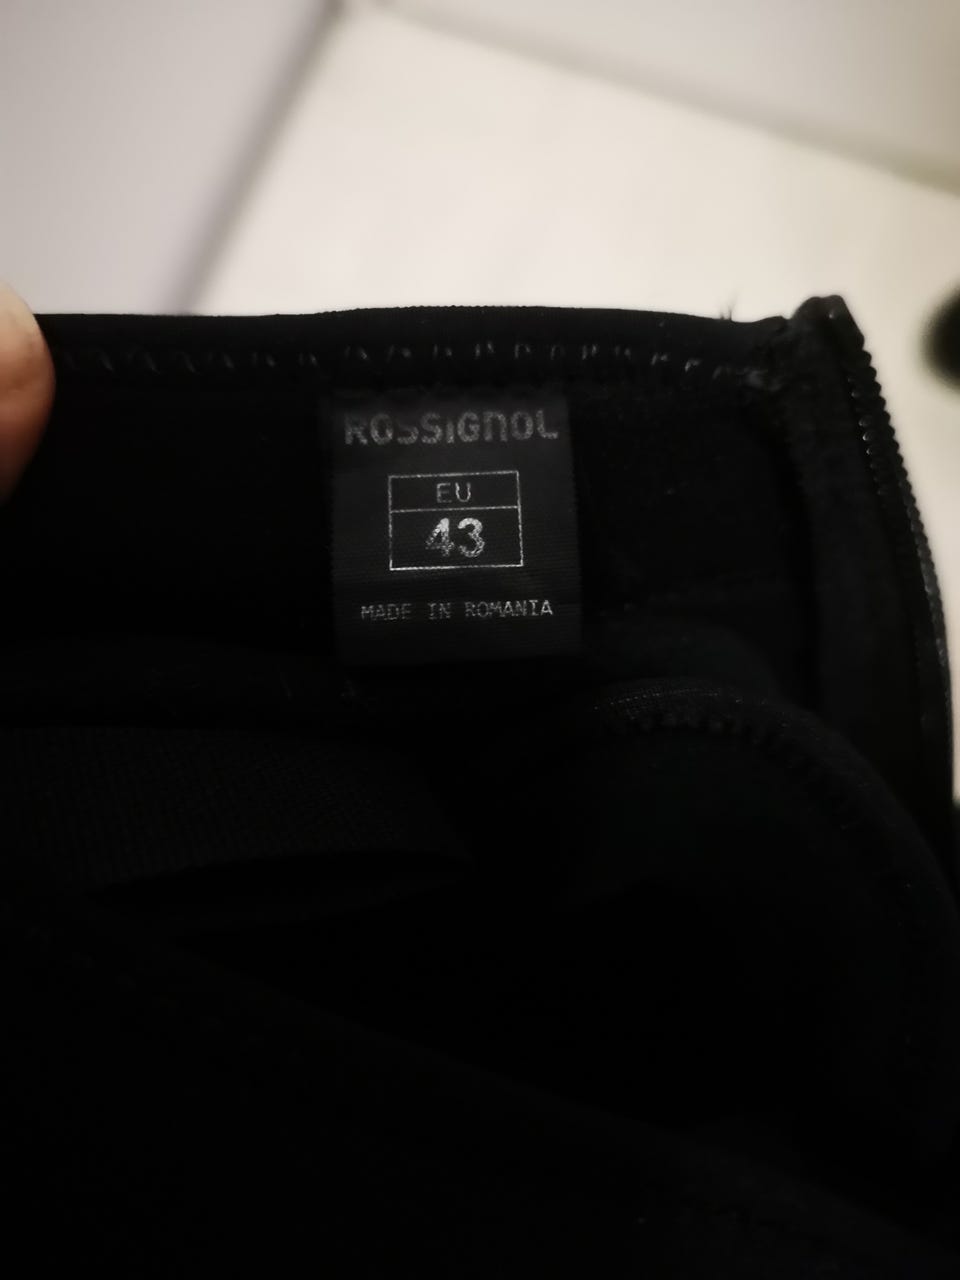 ROSSIGNOL
EU
43
MADE IN ROMANIA